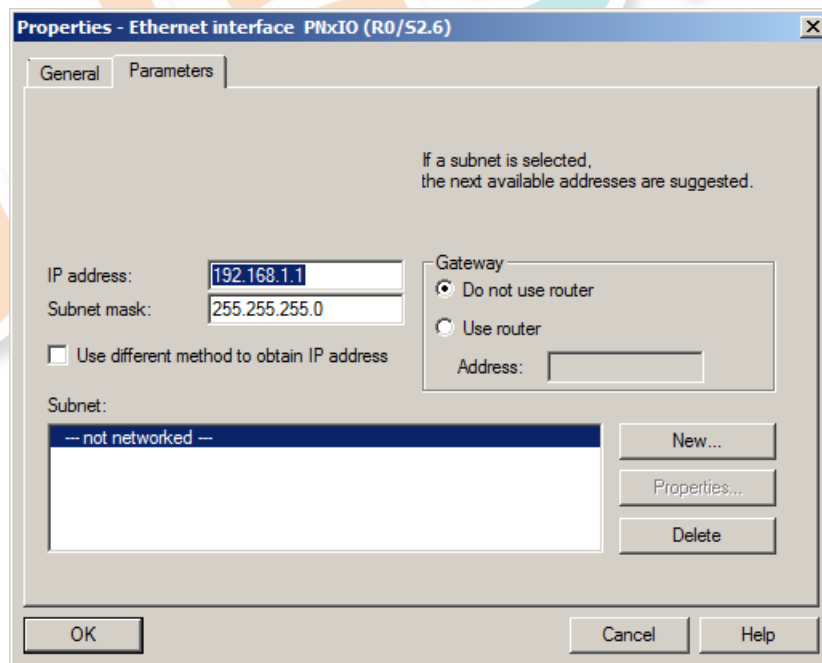 Properties - Ethernet interface PNxIO (R0/S2.6)
General
Parameters
If a subnet is selected,
the next available addresses are suggested.
IP address:
192.168.1.1
Subnet mask:
255.255.255.0
Use different method to obtain IP address
Gateway
Do not use router
Use router
Address:
Subnet:
--- not networked ---
New...
Properties...
Delete
OK
Cancel
Help